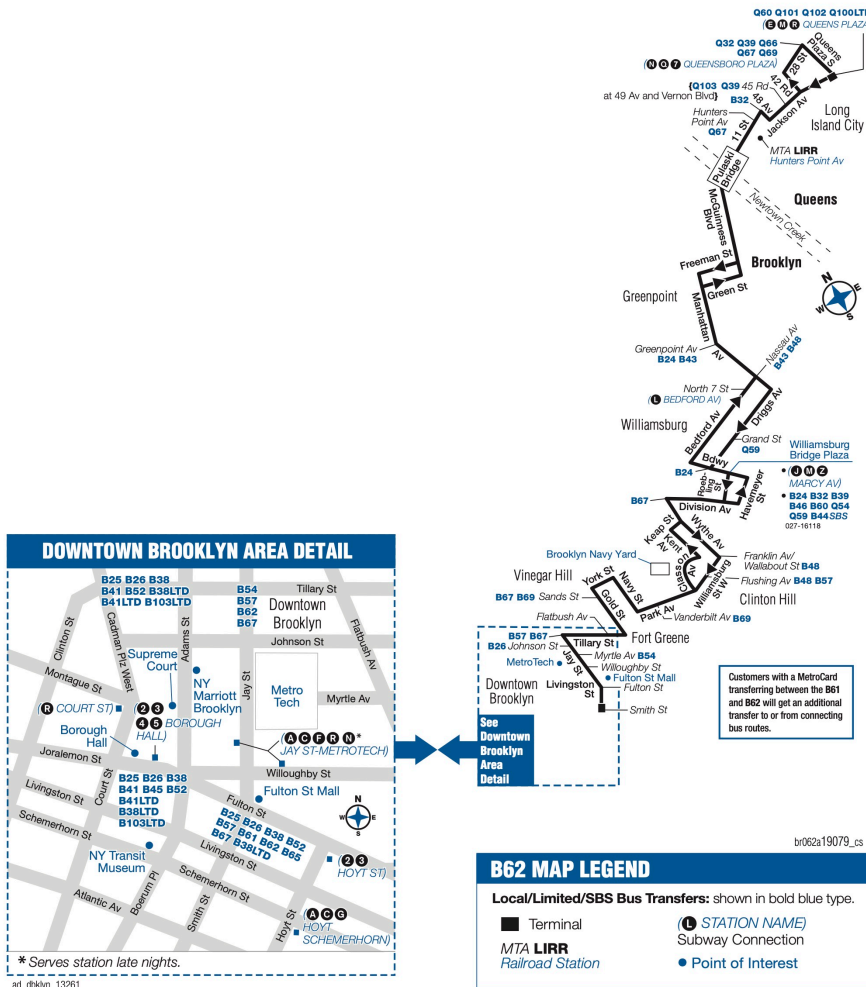 Q60 Q101 Q102 Q100LTD
(E M R QUEENS PLAZA)
Q32 Q39 Q66
Q67 Q69
(N Q 7 QUEENSBORO PLAZA)
Queens
Plaza S
28 St
42 Rd
{Q103 Q39 45 Rd
at 49 Av and Vernon Blvd}
B32
48 Av
Jackson Av
Long
Island City
Hunters
Point Av
Q67
11 St
MTA LIRR
Hunters Point Av
Pulaski
Bridge
Queens
Newtown Creek
McGuinness
Blvd
Brooklyn
Freeman St
Green St
N
E
W
S
Greenpoint
Manhattan
Av
Greenpoint Av
B24 B43
Nassau Av
B43 B48
North 7 St
(L BEDFORD AV)
Driggs Av
Williamsburg
Bedford Av
Grand St
Q59
Bdwy
Williamsburg
Bridge Plaza
B24
(J M Z
MARCY AV)
Roeb-
ling
St
Havemeyer
St
B24 B32 B39
B46 B60 Q54
Q59 B44SBS
027-16118
B67
Division Av
Keap St
Wythe Av
Kent
Av
Classon
Av
Franklin Av/
Wallabout St B48
Williamsburg
St W
Flushing Av B48 B57
Brooklyn Navy Yard
Clinton Hill
Vinegar Hill
York St
Navy St
B67 B69 Sands St
Gold St
Park Av
Vanderbilt Av B69
Flatbush Av
Fort Greene
B57 B67
Tillary St
B26 Johnson St
Myrtle Av B54
MetroTech
Jay St
Willoughby St
Fulton St Mall
Downtown
Brooklyn
Livingston
St
Fulton St
Smith St
See
Downtown
Brooklyn
Area
Detail
Customers with a MetroCard
transferring between the B61
and B62 will get an additional
transfer to or from connecting
bus routes.
DOWNTOWN BROOKLYN AREA DETAIL
B25 B26 B38
B41 B52 B38LTD
B41LTD B103LTD
B54
B57
B62
B67
Tillary St
Downtown
Brooklyn
Clinton St
Cadman Plz West
Adams St
Johnson St
Flatbush Av
Supreme
Court
Montague St
NY
Marriott
Brooklyn
Jay St
Metro
Tech
Myrtle Av
(R COURT ST)
(2 3
4 5 BOROUGH
HALL)
Borough
Hall
(A C F R N*
JAY ST-METROTECH)
Joralemon St
Court St
Willoughby St
B25 B26 B38
B41 B45 B52
B41LTD
B38LTD
B103LTD
Livingston St
Fulton St Mall
Fulton St
N
E
W
S
B25 B26 B38 B52
B57 B61 B62 B65
B67 B38LTD
Schemerhorn St
Livingston St
NY Transit
Museum
(2 3
HOYT ST)
Schemerhorn St
Atlantic Av
Boerum Pl
Smith St
Hoyt St
(A C G
HOYT
SCHEMERHORN)
* Serves station late nights.
ad_dbklyn_13261
br062a19079_cs
B62 MAP LEGEND
Local/Limited/SBS Bus Transfers: shown in bold blue type.
Terminal
(L STATION NAME)
Subway Connection
MTA LIRR
Railroad Station
Point of Interest